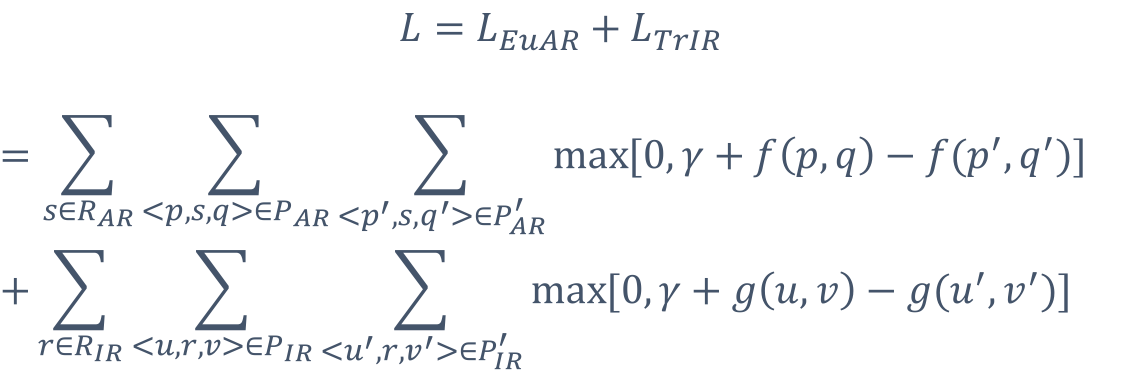 L = L_{EuAR} + L_{TrIR}
= ∑_{s∈R_{AR}} ∑_{<p,s,q>∈P_{AR}} ∑_{<p′,s,q′>∈P′_{AR}} max[0, γ + f(p, q) − f(p′, q′)]
+ ∑_{r∈R_{IR}} ∑_{<u,r,v>∈P_{IR}} ∑_{<u′,r,v′>∈P′_{IR}} max[0, γ + g(u, v) − g(u′, v′)]